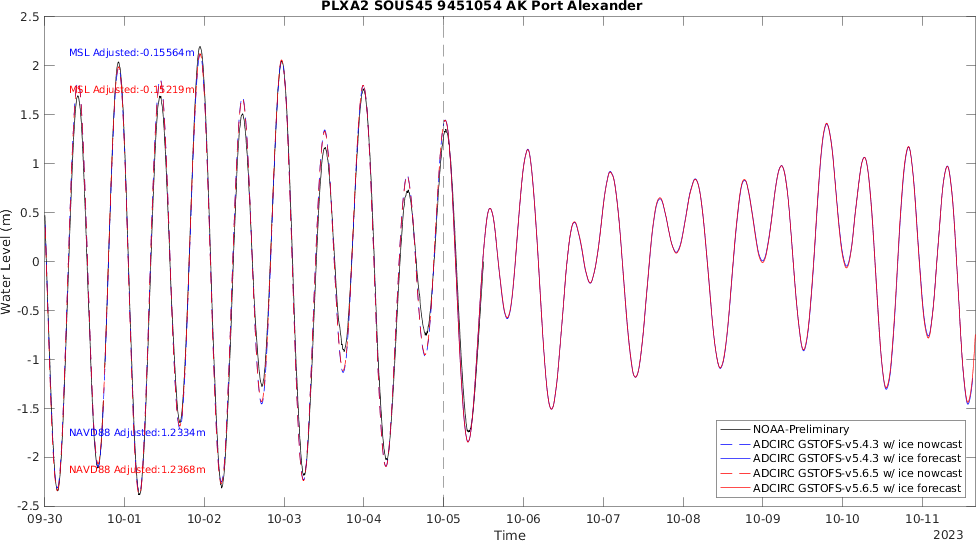 PLXA2 SOUS45 9451054 AK Port Alexander
2.5
2
1.5
1
0.5
0
-0.5
-1
-1.5
-2
-2.5
Water Level (m)
MSL Adjusted:-0.15564m
MSL Adjusted:-0.15219m
NAVD88 Adjusted:1.2334m
NAVD88 Adjusted:1.2368m
NOAA-Preliminary
ADCIRC GSTOFS-v5.4.3 w/ ice nowcast
ADCIRC GSTOFS-v5.4.3 w/ ice forecast
ADCIRC GSTOFS-v5.6.5 w/ ice nowcast
ADCIRC GSTOFS-v5.6.5 w/ ice forecast
09-30 10-01 10-02 10-03 10-04 10-05 10-06 10-07 10-08 10-09 10-10 10-11
Time
2023